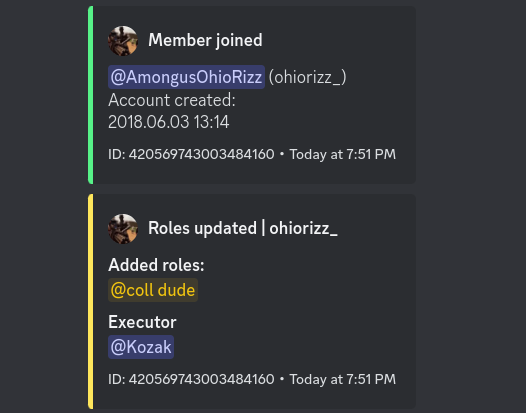 Member joined
@AmongusOhioRizz (ohiorizz_)
Account created:
2018.06.03 13:14
ID: 420569743003484160 • Today at 7:51 PM
Roles updated | ohiorizz_
Added roles:
@coll dude
Executor
@Kozak
ID: 420569743003484160 • Today at 7:51 PM